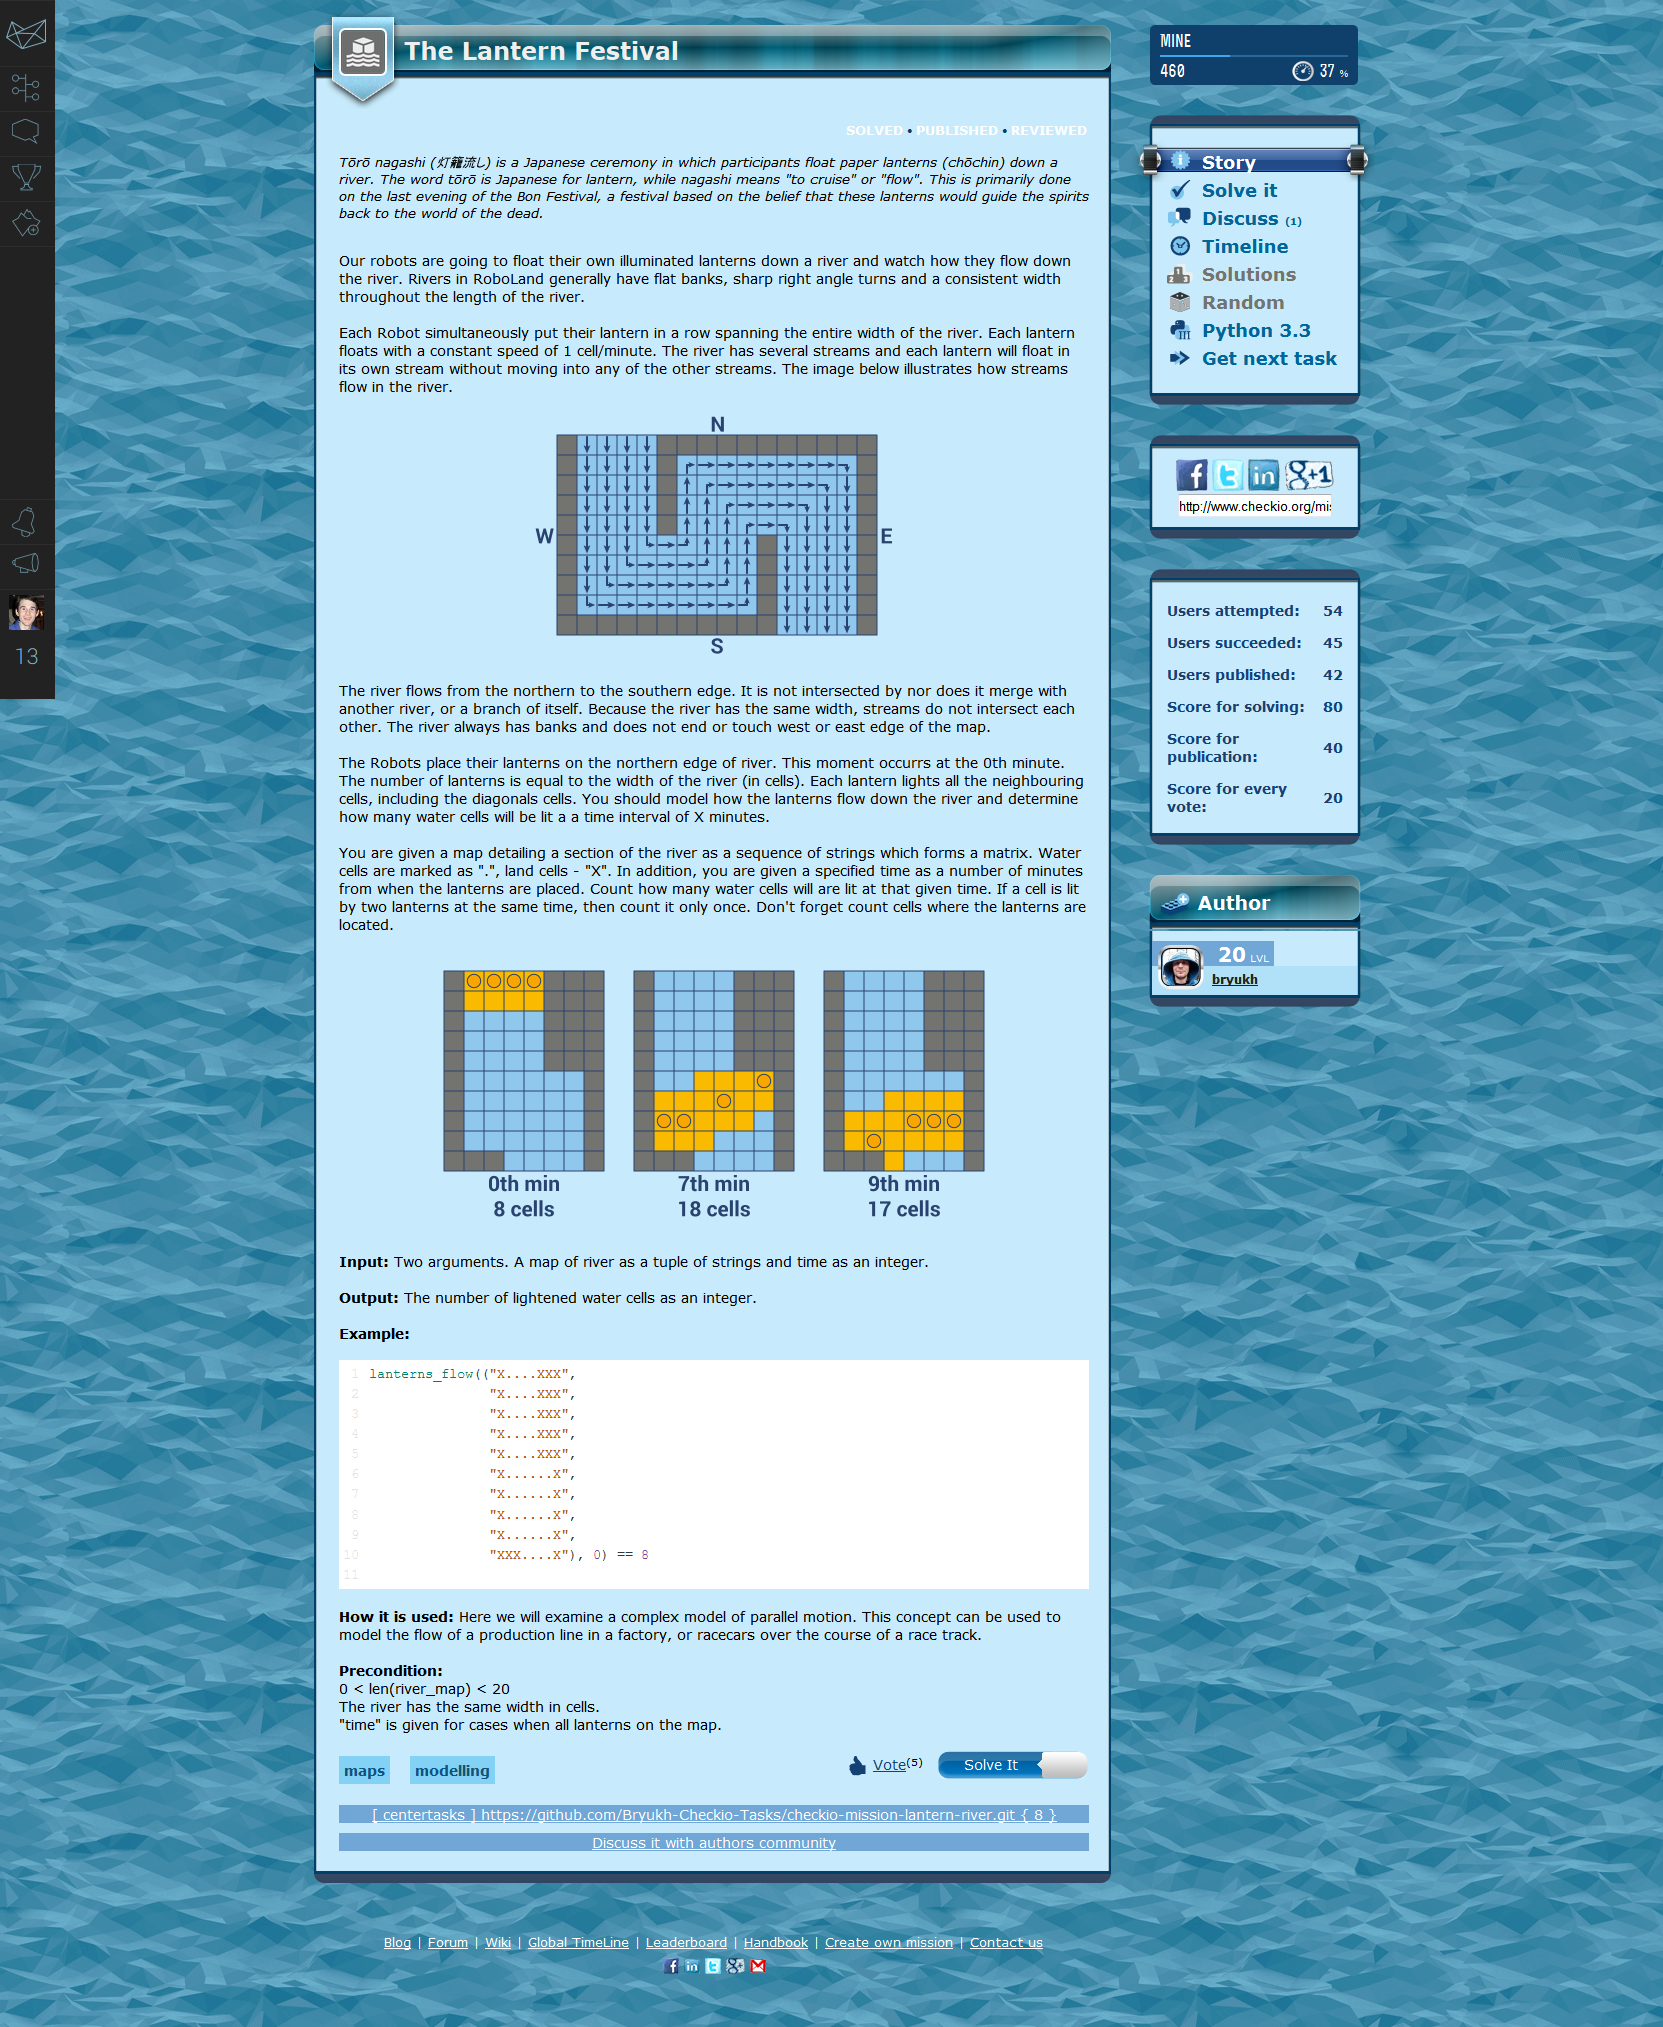 The Lantern Festival
SOLVED • PUBLISHED • REVIEWED
Tōrō nagashi (灯籠流し) is a Japanese ceremony in which participants float paper lanterns (chōchin) down a
river. The word tōrō is Japanese for lantern, while nagashi means "to cruise" or "flow". This is primarily done
on the last evening of the Bon Festival, a festival based on the belief that these lanterns would guide the spirits
back to the world of the dead.
Our robots are going to float their own illuminated lanterns down a river and watch how they flow down
the river. Rivers in RoboLand generally have flat banks, sharp right angle turns and a consistent width
throughout the length of the river.
Each Robot simultaneously put their lantern in a row spanning the entire width of the river. Each lantern
floats with a constant speed of 1 cell/minute. The river has several streams and each lantern will float in
its own stream without moving into any of the other streams. The image below illustrates how streams
flow in the river.
N
W
E
S
The river flows from the northern to the southern edge. It is not intersected by nor does it merge with
another river, or a branch of itself. Because the river has the same width, streams do not intersect each
other. The river always has banks and does not end or touch west or east edge of the map.
The Robots place their lanterns on the northern edge of river. This moment occurrs at the 0th minute.
The number of lanterns is equal to the width of the river (in cells). Each lantern lights all the neighbouring
cells, including the diagonals cells. You should model how the lanterns flow down the river and determine
how many water cells will be lit a a time interval of X minutes.
You are given a map detailing a section of the river as a sequence of strings which forms a matrix. Water
cells are marked as ".", land cells - "X". In addition, you are given a specified time as a number of minutes
from when the lanterns are placed. Count how many water cells will are lit at that given time. If a cell is lit
by two lanterns at the same time, then count it only once. Don't forget count cells where the lanterns are
located.
0th min
8 cells
7th min
18 cells
9th min
17 cells
Input: Two arguments. A map of river as a tuple of strings and time as an integer.
Output: The number of lightened water cells as an integer.
Example:
1 lanterns_flow(("X....XXX",
2 "X....XXX",
3 "X....XXX",
4 "X....XXX",
5 "X....XXX",
6 "X......X",
7 "X......X",
8 "X......X",
9 "X......X",
10 "XXX....X"), 0) == 8
11
How it is used: Here we will examine a complex model of parallel motion. This concept can be used to
model the flow of a production line in a factory, or racecars over the course of a race track.
Precondition:
0 < len(river_map) < 20
The river has the same width in cells.
"time" is given for cases when all lanterns on the map.
maps modelling
Vote(5) Solve It
[ centertasks ] https://github.com/Bryukh-Checkio-Tasks/checkio-mission-lantern-river.git { 8 }
Discuss it with authors community
Blog | Forum | Wiki | Global TimeLine | Leaderboard | Handbook | Create own mission | Contact us
13
MINE
460 37 %
Story
Solve it
Discuss (1)
Timeline
Solutions
Random
Python 3.3
Get next task
http://www.checkio.org/mi
Users attempted: 54
Users succeeded: 45
Users published: 42
Score for solving: 80
Score for
publication: 40
Score for every
vote: 20
Author
20 LVL
bryukh